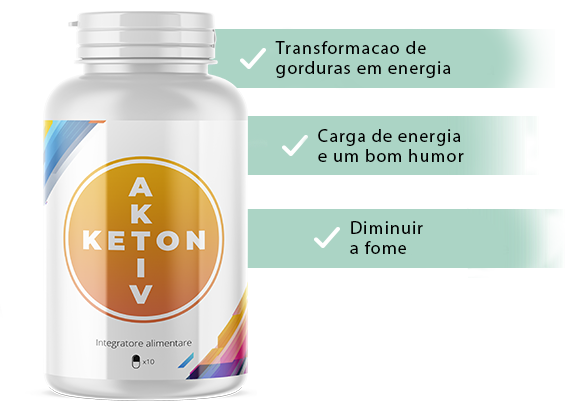 Transformacao de
gorduras em energia
Carga de energia
e um bom humor
Diminuir
a fome
AKTIV
KETON
Integratore alimentare
x10